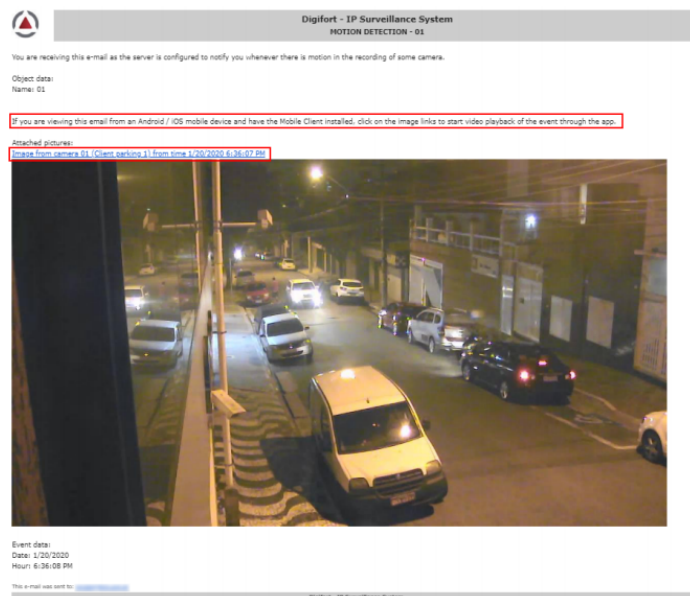 Digifort - IP Surveillance System
MOTION DETECTION - 01
You are receiving this e-mail as the server is configured to notify you whenever there is motion in the recording of some camera.
Object data:
Name: 01
If you are viewing this email from an Android / iOS mobile device and have the Mobile Client installed, click on the image links to start video playback of the event through the app.
Attached pictures:
Image from camera 01 (Client parking 1) from time 1/20/2020 6:36:07 PM
Event data:
Date: 1/20/2020
Hour: 6:36:08 PM
This e-mail was sent to: